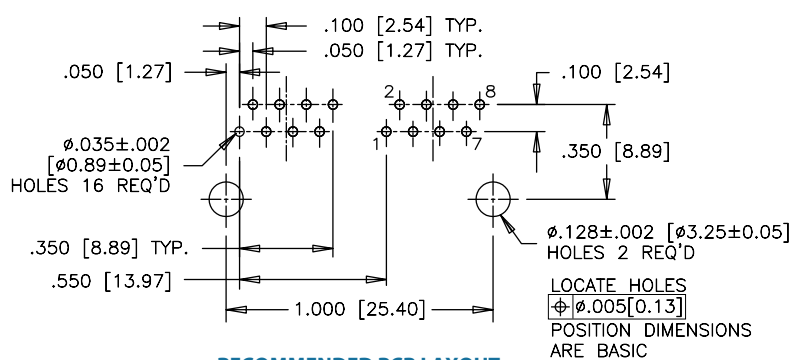 .100 [2.54] TYP.
.050 [1.27] TYP.
.050 [1.27]
.100 [2.54]
2
8
1
7
ø.035±.002
[ø0.89±0.05]
HOLES 16 REQ'D
.350 [8.89]
.350 [8.89] TYP.
.550 [13.97]
1.000 [25.40]
ø.128±.002 [ø3.25±0.05]
HOLES 2 REQ'D
LOCATE HOLES
⌖ ø.005[0.13]
POSITION DIMENSIONS
ARE BASIC
RECOMMENDED PCB LAYOUT